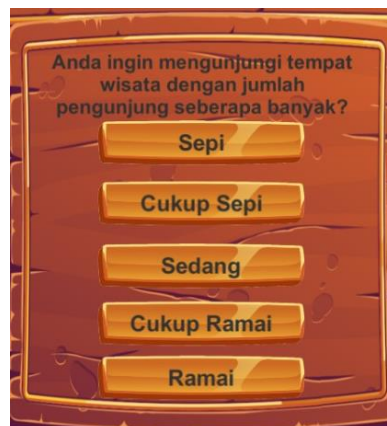 Anda ingin mengunjungi tempat
wisata dengan jumlah
pengunjung seberapa banyak?
Sepi
Cukup Sepi
Sedang
Cukup Ramai
Ramai